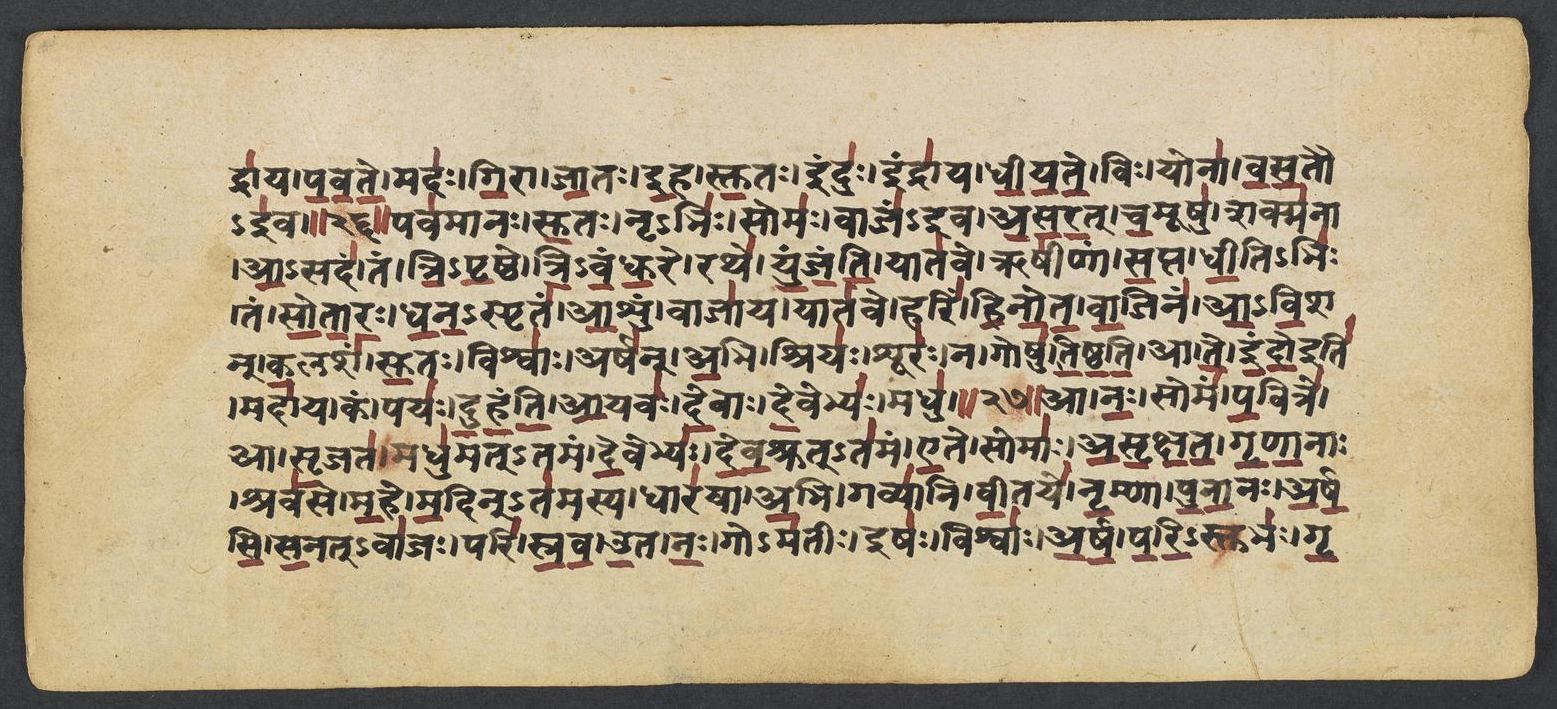 द्राय।पवते।मदः।गिरा।जातः।इह।स्तुतः।इंदुः।इंद्राय।धीयते।विः।योना।वसतौ
ऽइव॥२६॥पवमानः।सुतः।नृऽभिः।सोमः।वाजंऽइव।असरत्।चमूषु।शक्मना
।आऽसदं।तं।त्रिऽपृष्ठे।त्रिऽवंधुरे।रथे।युंजंति।यातवे।ऋषीणां।सप्त।धीतिऽभिः
।तं।सोतारः।धनऽस्पृतं।आशुं।वाजाय।यातवे।हरिं।हिनोत।वाजिनं।आऽविश
न्।कलशं।सुतः।विश्वाः।अर्षन्।अभि।श्रियः।शूरः।न।गोषु।तिष्ठति।आ।ते।इंदोइति
।मदाय।कं।पयः।दुहंति।आयवः।देवाः।देवेभ्यः।मधु॥२७॥आ।नः।सोमं।पवित्रे।
आ।सृजत।मधुमत्ऽतमं।देवेभ्यः।देवश्रुत्ऽतमं।एते।सोमाः।असृक्षत।गृणानाः
।श्रवसे।महे।मदिन्ऽतमस्य।धारया।अभि।गव्यानि।वीतये।नृम्णा।पुनानः।अर्ष
सि।सनत्ऽवाजः।परि।स्रव।उत।नः।गोऽमतीः।इषः।विश्वाः।अर्ष।परिऽस्तुभः।गृ